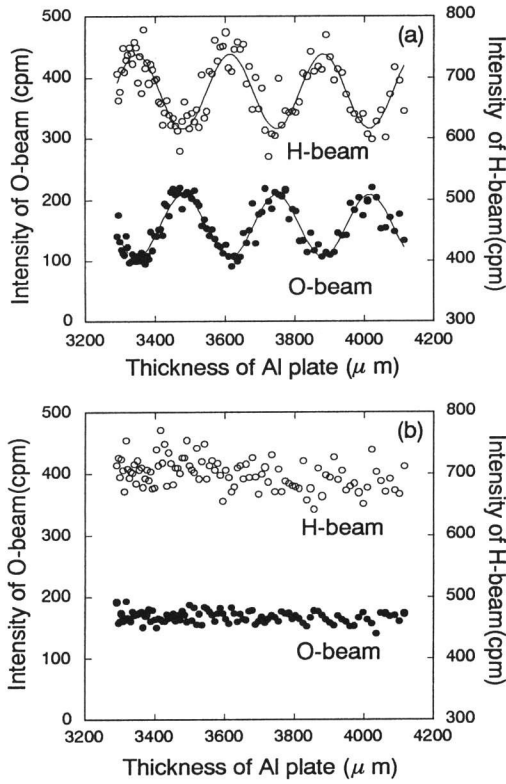 (a)
Intensity of O-beam (cpm)
500
400
300
200
100
0
H-beam
O-beam
800
700
600
500
400
300
Intensity of H-beam(cpm)
3200 3400 3600 3800 4000 4200
Thickness of Al plate (μ m)
(b)
Intensity of O-beam(cpm)
500
400
300
200
100
0
H-beam
O-beam
800
700
600
500
400
300
Intensity of H-beam(cpm)
3200 3400 3600 3800 4000 4200
Thickness of Al plate (μ m)